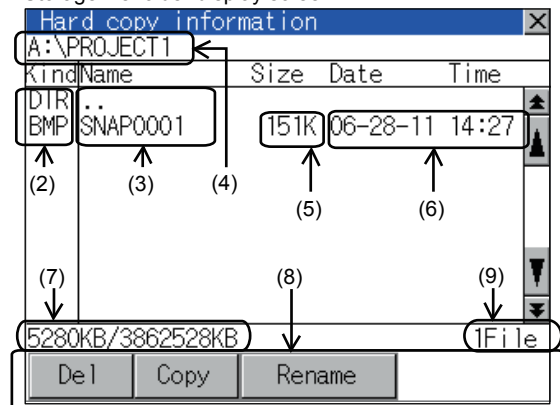 Hard copy information
A:\PROJECT1
Kind Name Size Date Time
DIR ..
BMP SNAP0001 151K 06-28-11 14:27
(2) (3) (4) (5) (6)
(7) (8) (9)
5280KB/3862528KB 1File
Del Copy Rename